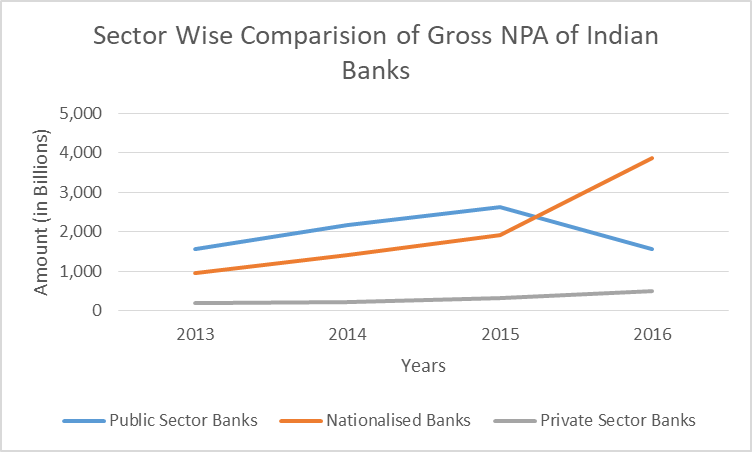 Sector Wise Comparision of Gross NPA of Indian
Banks
Amount (in Billions)
5,000
4,000
3,000
2,000
1,000
0
2013 2014 2015 2016
Years
Public Sector Banks Nationalised Banks Private Sector Banks